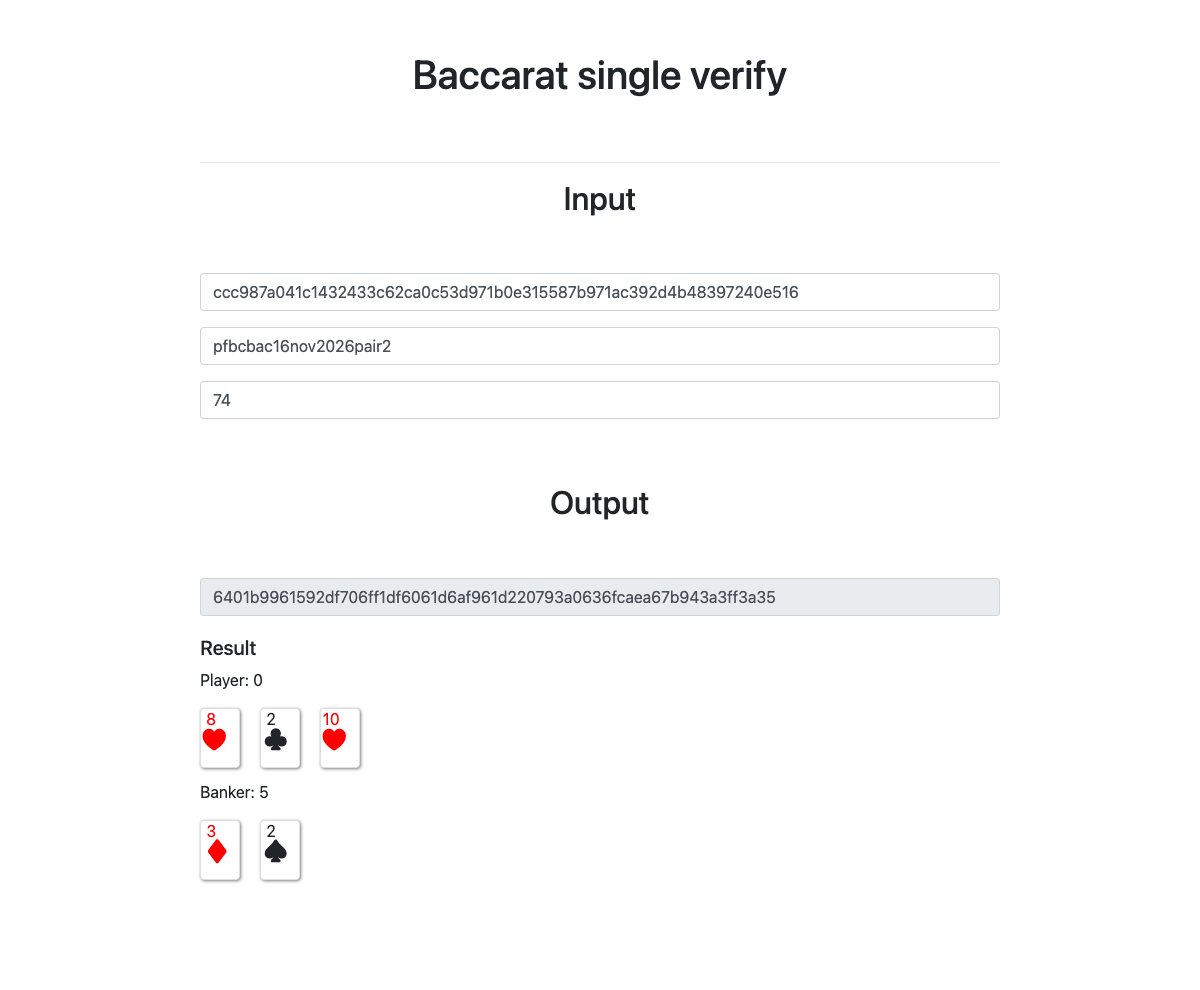 Baccarat single verify
Input
ccc987a041c1432433c62ca0c53d971b0e315587b971ac392d4b48397240e516
pfbcbac16nov2026pair2
74
Output
6401b9961592df706ff1df6061d6af961d220793a0636fcaea67b943a3ff3a35
Result
Player: 0
8 2 10
Banker: 5
3 2